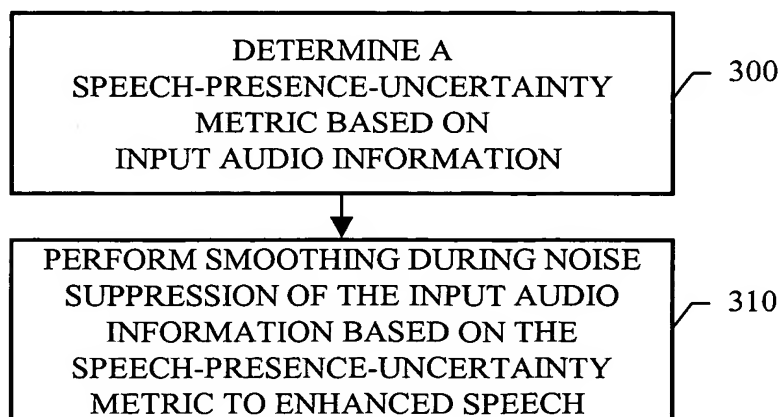 DETERMINE A
SPEECH-PRESENCE-UNCERTAINTY
METRIC BASED ON
INPUT AUDIO INFORMATION
300
PERFORM SMOOTHING DURING NOISE
SUPPRESSION OF THE INPUT AUDIO
INFORMATION BASED ON THE
SPEECH-PRESENCE-UNCERTAINTY
METRIC TO ENHANCED SPEECH
310